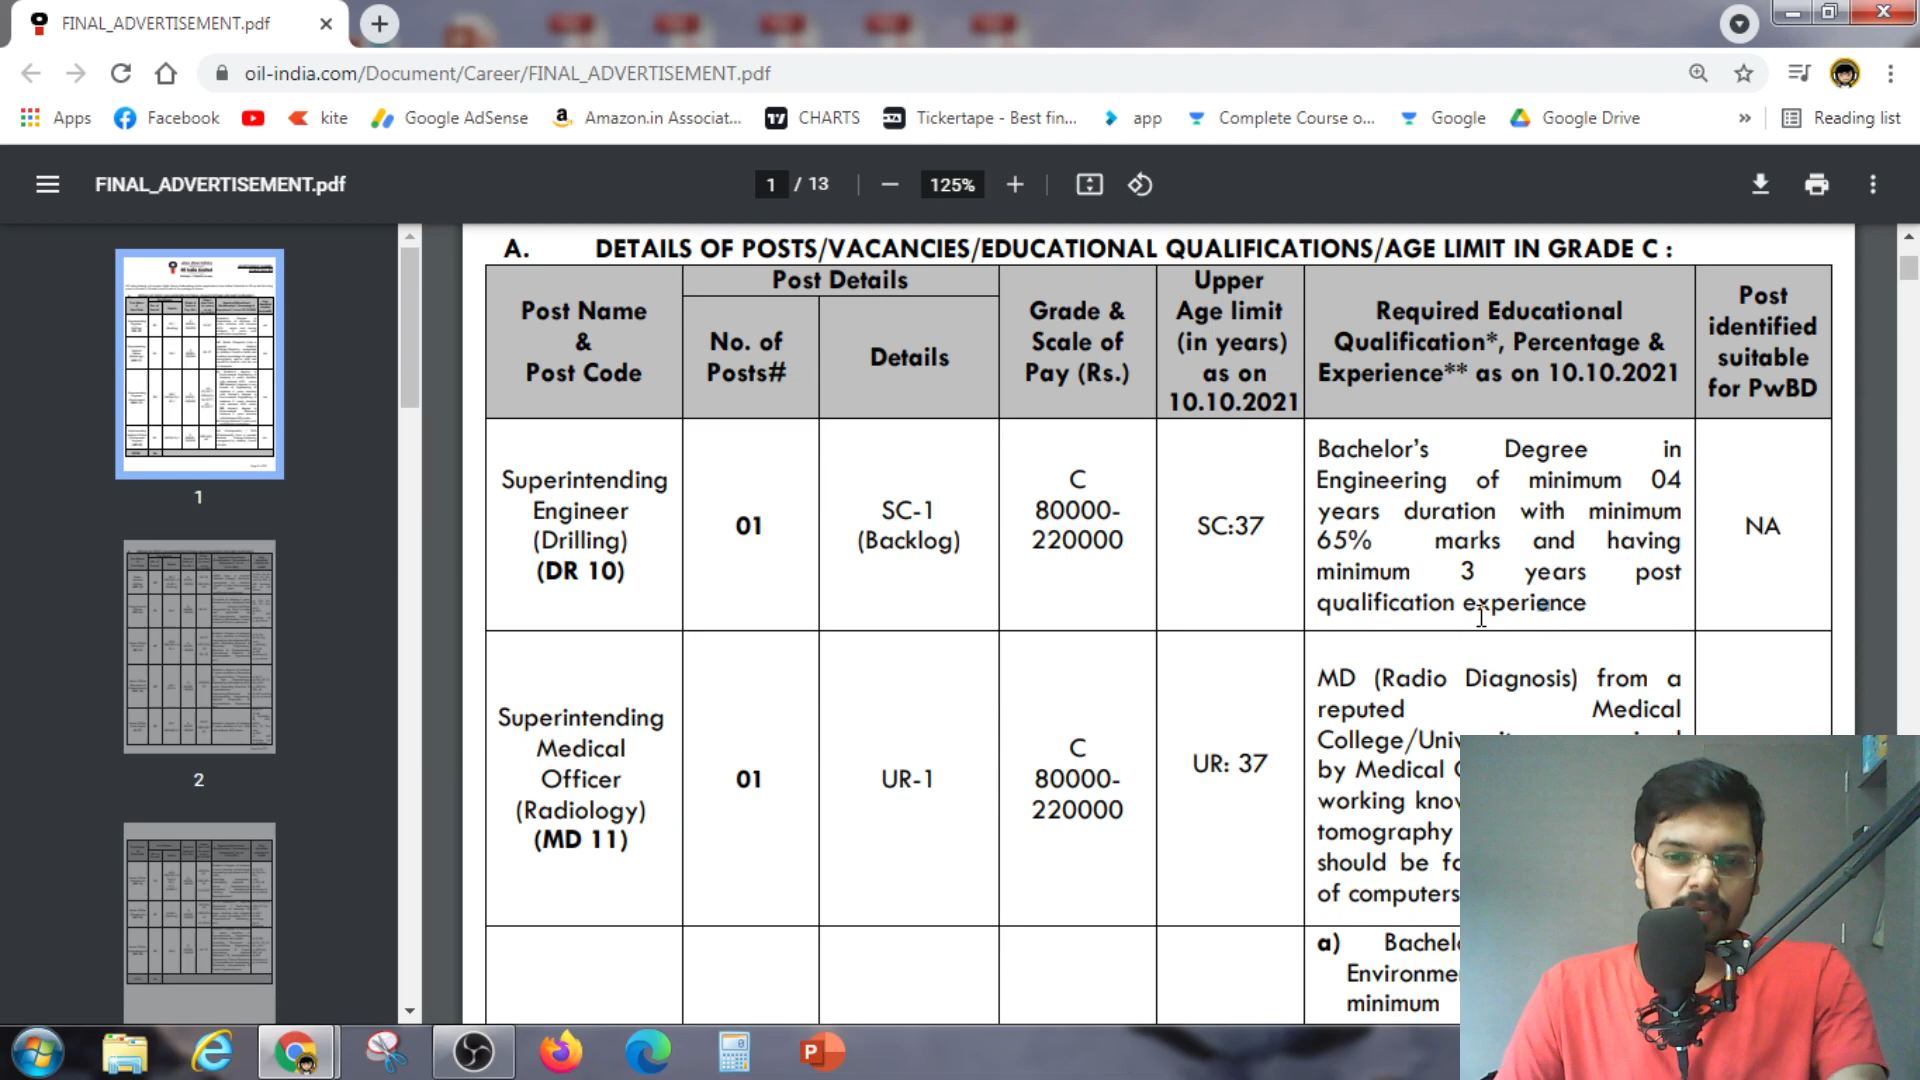 FINAL_ADVERTISEMENT.pdf
oil-india.com/Document/Career/FINAL_ADVERTISEMENT.pdf
Apps
Facebook
kite
Google AdSense
Amazon.in Associat...
CHARTS
Tickertape - Best fin...
app
Complete Course o...
Google
Google Drive
»
Reading list
FINAL_ADVERTISEMENT.pdf
1 / 13
125%
1
2
A. DETAILS OF POSTS/VACANCIES/EDUCATIONAL QUALIFICATIONS/AGE LIMIT IN GRADE C :
Post Name
&
Post Code
Post Details
No. of
Posts#
Details
Grade &
Scale of
Pay (Rs.)
Upper
Age limit
(in years)
as on
10.10.2021
Required Educational
Qualification*, Percentage &
Experience** as on 10.10.2021
Post
identified
suitable
for PwBD
Superintending
Engineer
(Drilling)
(DR 10)
01
SC-1
(Backlog)
C
80000-
220000
SC:37
Bachelor's Degree in
Engineering of minimum 04
years duration with minimum
65% marks and having
minimum 3 years post
qualification experience
NA
Superintending
Medical
Officer
(Radiology)
(MD 11)
01
UR-1
C
80000-
220000
UR: 37
MD (Radio Diagnosis) from a
reputed Medical
College/Univ
by Medical C
working kno
tomography
should be fa
of computers
a) Bachel
Environme
minimum
P